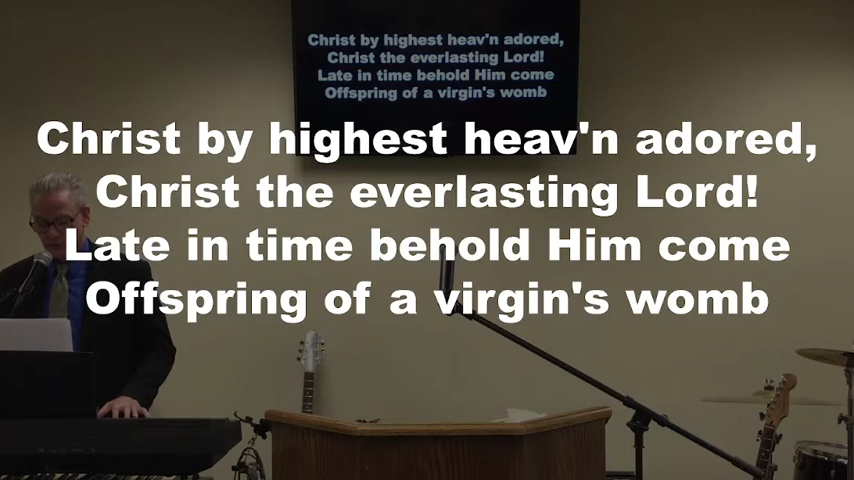 Christ by highest heav'n adored,
Christ the everlasting Lord!
Late in time behold Him come
Offspring of a virgin's womb
Christ by highest heav'n adored,
Christ the everlasting Lord!
Late in time behold Him come
Offspring of a virgin's womb